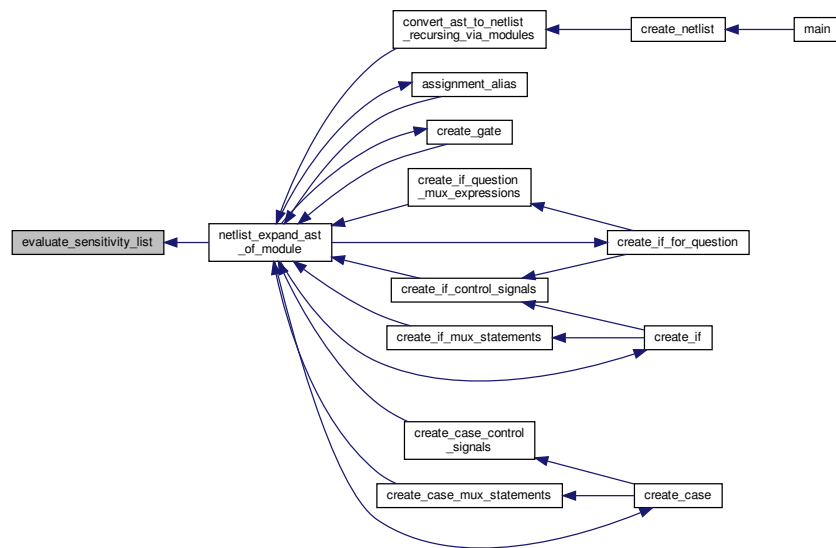 convert_ast_to_netlist
_recursing_via_modules
create_netlist
main
assignment_alias
create_gate
create_if_question
_mux_expressions
evaluate_sensitivity_list
netlist_expand_ast
_of_module
create_if_for_question
create_if_control_signals
create_if_mux_statements
create_if
create_case_control
_signals
create_case_mux_statements
create_case